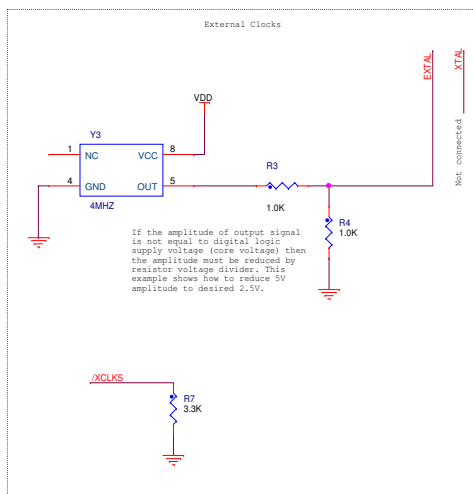 External Clocks
EXTAL
XTAL
VDD
Y3
1
NC
VCC
8
4
GND
OUT
5
4MHZ
R3
1.0K
R4
1.0K
Not connected
If the amplitude of output signal
is not equal to digital logic
supply voltage (core voltage) then
the amplitude must be reduced by
resistor voltage divider. This
example shows how to reduce 5V
amplitude to desired 2.5V.
/XCLKS
R7
3.3K